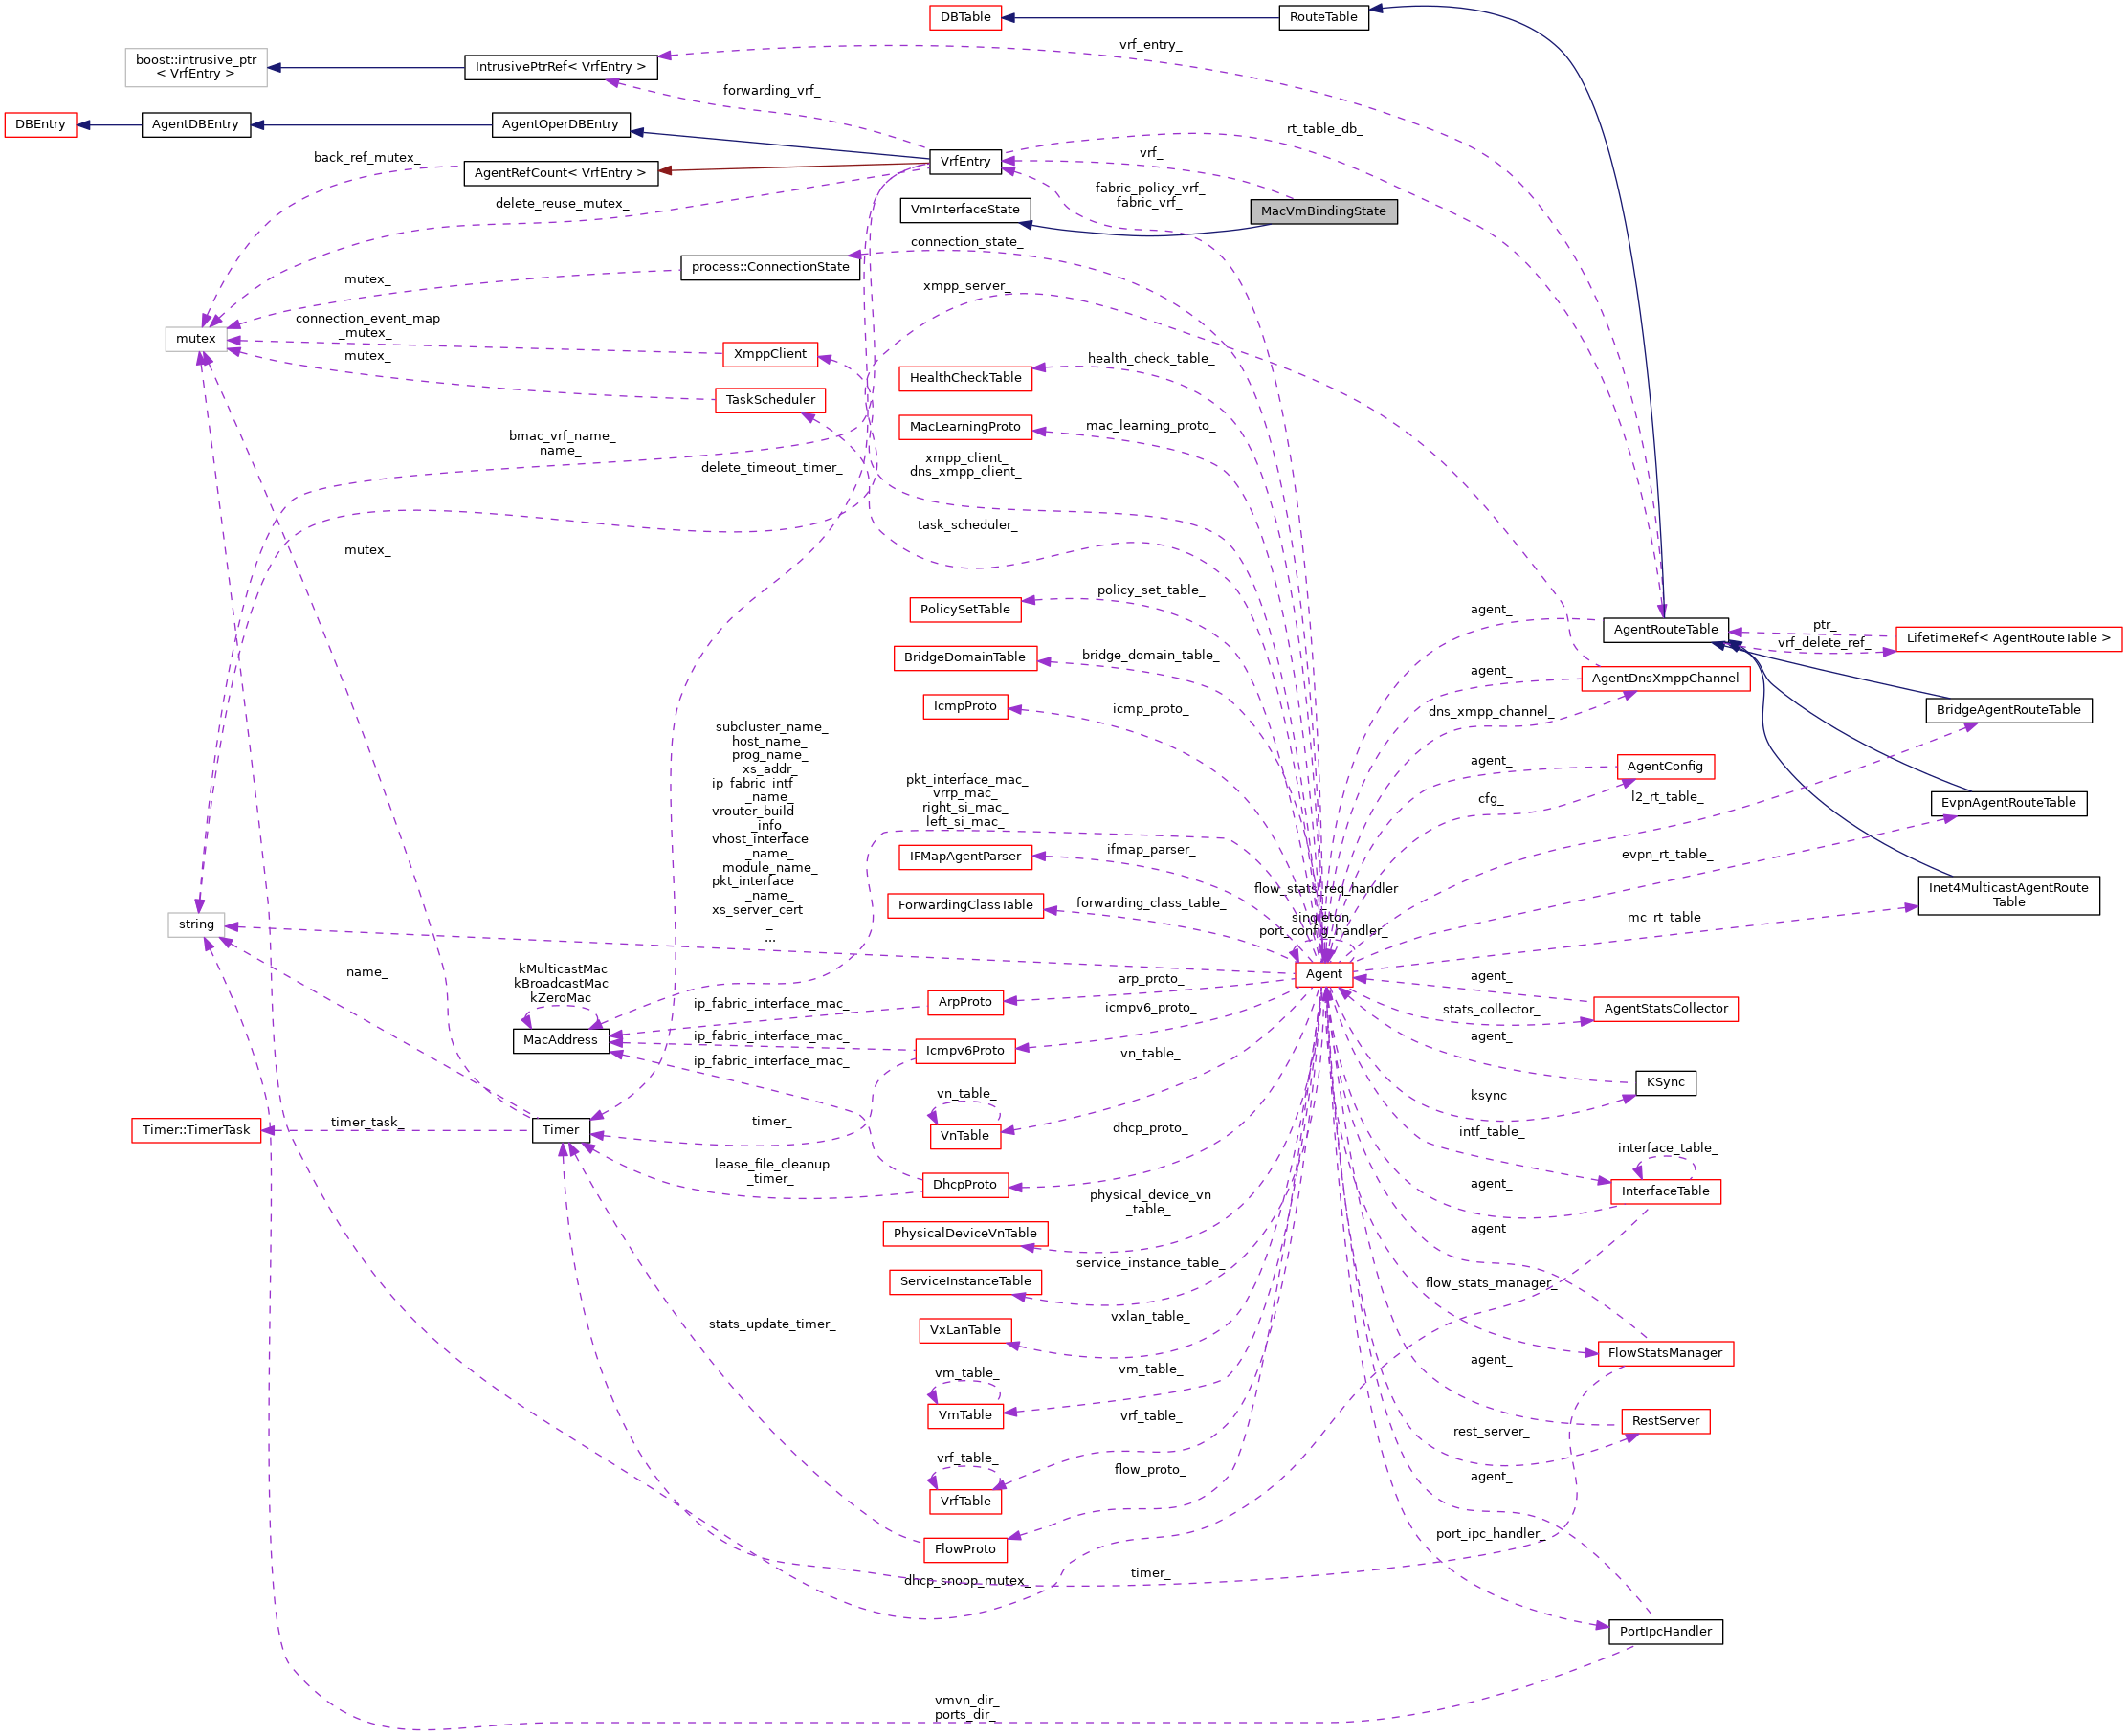 DBTable
RouteTable
vrf_entry_
boost::intrusive_ptr
< VrfEntry >
IntrusivePtrRef< VrfEntry >
forwarding_vrf_
DBEntry
AgentDBEntry
AgentOperDBEntry
rt_table_db_
back_ref_mutex_
AgentRefCount< VrfEntry >
VrfEntry
vrf_
delete_reuse_mutex_
fabric_policy_vrf_
fabric_vrf_
VmInterfaceState
MacVmBindingState
connection_state_
process::ConnectionState
mutex_
xmpp_server_
connection_event_map
_mutex_
mutex
mutex_
XmppClient
TaskScheduler
health_check_table_
HealthCheckTable
MacLearningProto
mac_learning_proto_
bmac_vrf_name_
name_
delete_timeout_timer_
xmpp_client_
dns_xmpp_client_
task_scheduler_
mutex_
policy_set_table_
PolicySetTable
bridge_domain_table_
BridgeDomainTable
icmp_proto_
IcmpProto
agent_
AgentRouteTable
ptr_
vrf_delete_ref_
LifetimeRef< AgentRouteTable >
agent_
AgentDnsXmppChannel
dns_xmpp_channel_
BridgeAgentRouteTable
agent_
AgentConfig
cfg_
l2_rt_table_
EvpnAgentRouteTable
evpn_rt_table_
Inet4MulticastAgentRoute
Table
mc_rt_table_
subcluster_name_
host_name_
prog_name_
xs_addr_
ip_fabric_intf
_name_
vrouter_build
_info_
vhost_interface
_name_
module_name_
pkt_interface
_name_
xs_server_cert
_
...
pkt_interface_mac_
vrrp_mac_
right_si_mac_
left_si_mac_
IFMapAgentParser
ifmap_parser_
ForwardingClassTable
forwarding_class_table_
flow_stats_req_handler
_
singleton_
port_config_handler_
Agent
string
name_
kMulticastMac
kBroadcastMac
kZeroMac
MacAddress
ip_fabric_interface_mac_
ip_fabric_interface_mac_
ip_fabric_interface_mac_
ArpProto
arp_proto_
Icmpv6Proto
icmpv6_proto_
agent_
AgentStatsCollector
stats_collector_
agent_
KSync
ksync_
vn_table_
vn_table_
VnTable
Timer::TimerTask
timer_task_
Timer
timer_
dhcp_proto_
DhcpProto
lease_file_cleanup
_timer_
intf_table_
interface_table_
InterfaceTable
agent_
physical_device_vn
_table_
PhysicalDeviceVnTable
agent_
service_instance_table_
ServiceInstanceTable
flow_stats_manager_
vxlan_table_
VxLanTable
stats_update_timer_
FlowStatsManager
agent_
vm_table_
vm_table_
VmTable
vrf_table_
RestServer
rest_server_
vrf_table_
VrfTable
flow_proto_
agent_
FlowProto
port_ipc_handler_
dhcp_snoop_mutex_
timer_
PortIpcHandler
vmvn_dir_
ports_dir_